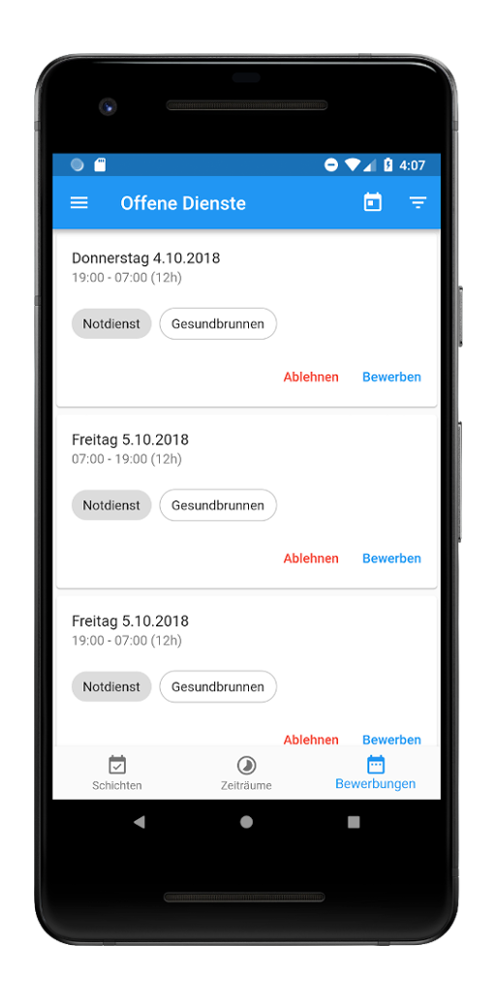 4:07
Offene Dienste
Donnerstag 4.10.2018
19:00 - 07:00 (12h)
Notdienst Gesundbrunnen
Ablehnen Bewerben
Freitag 5.10.2018
07:00 - 19:00 (12h)
Notdienst Gesundbrunnen
Ablehnen Bewerben
Freitag 5.10.2018
19:00 - 07:00 (12h)
Notdienst Gesundbrunnen
Ablehnen Bewerben
Schichten Zeiträume Bewerbungen